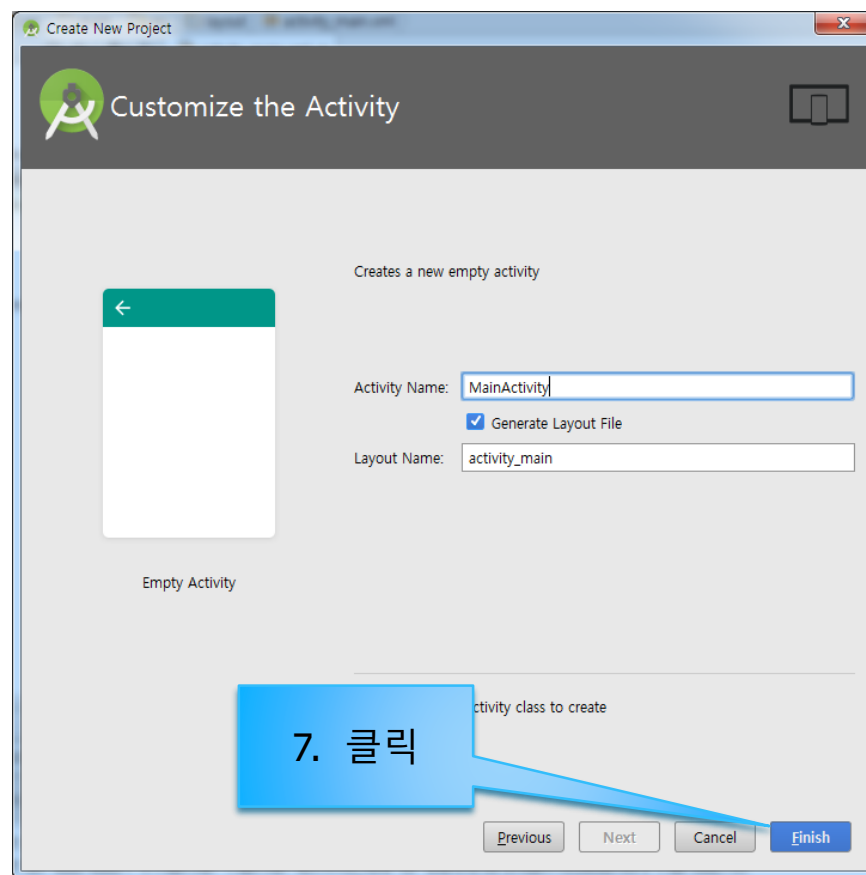 Create New Project
Customize the Activity
Creates a new empty activity
Activity Name: MainActivity
Generate Layout File
Layout Name: activity_main
Empty Activity
class to create
7. 클릭
Previous Next Cancel Finish